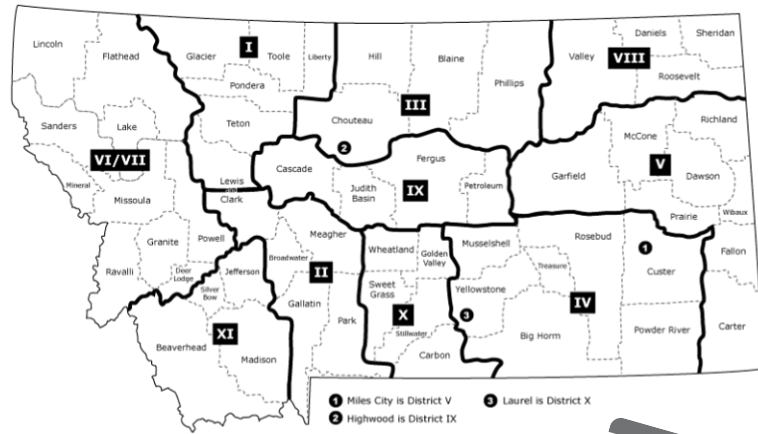 Lincoln
Flathead
Glacier
I
Toole
Liberty
Hill
Blaine
Phillips
Valley
Daniels
Sheridan
VIII
Roosevelt
Pondera
III
Teton
Chouteau
Sanders
Lake
VI/VII
Mineral
Missoula
Lewis
and
Clark
2
Cascade
Fergus
Judith
Basin
IX
Petroleum
Garfield
McCone
Richland
V
Dawson
Prairie
Wibaux
Granite
Powell
Ravalli
Deer
Lodge
Silver
Bow
Jefferson
Broadwater
Meagher
II
Gallatin
Park
Wheatland
Golden
Valley
Sweet
Grass
X
Stillwater
Carbon
Musselshell
Yellowstone
3
Treasure
Rosebud
IV
Big Horm
1
Custer
Powder River
Fallon
Carter
Beaverhead
XI
Madison
1 Miles City is District V
3 Laurel is District X
2 Highwood is District IX